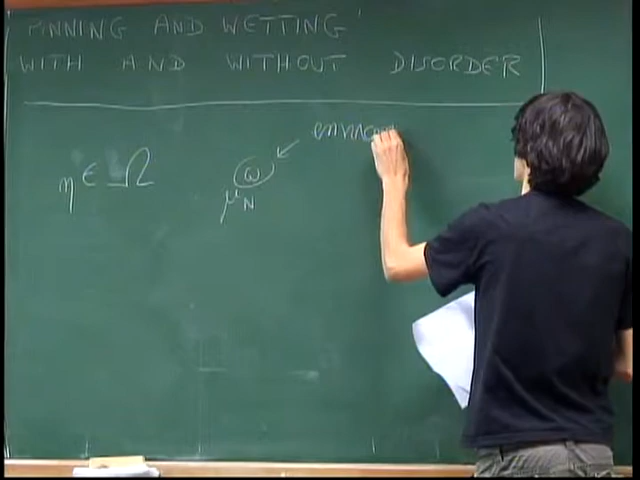 PINNING AND WETTING
WITH AND WITHOUT DISORDER
η ∈ Ω
μ_N^ω